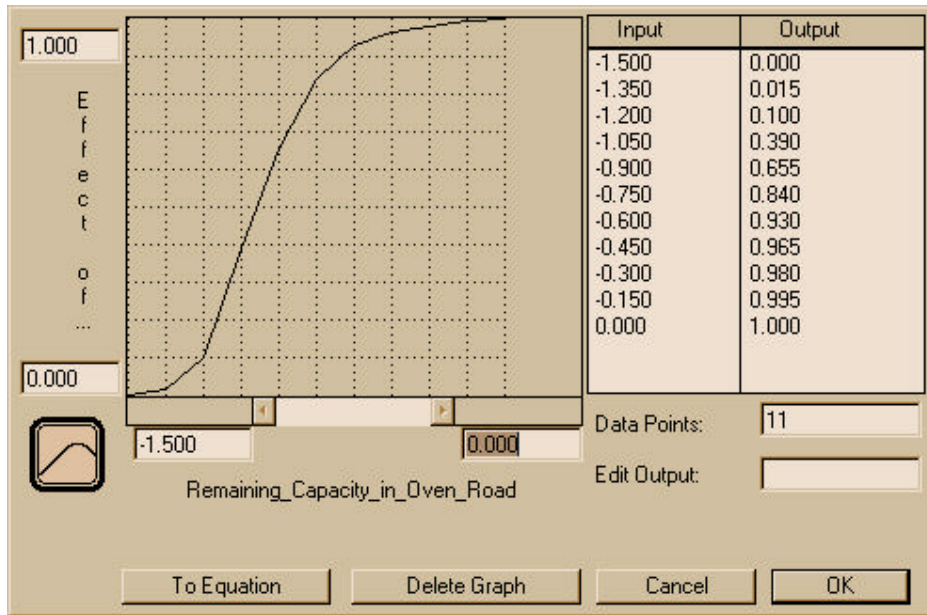 1.000
Effect of ...
0.000
-1.500
0.000
Remaining_Capacity_in_Oven_Road
Input Output
-1.500 0.000
-1.350 0.015
-1.200 0.100
-1.050 0.390
-0.900 0.655
-0.750 0.840
-0.600 0.930
-0.450 0.965
-0.300 0.980
-0.150 0.995
0.000 1.000
Data Points: 11
Edit Output:
To Equation
Delete Graph
Cancel
OK